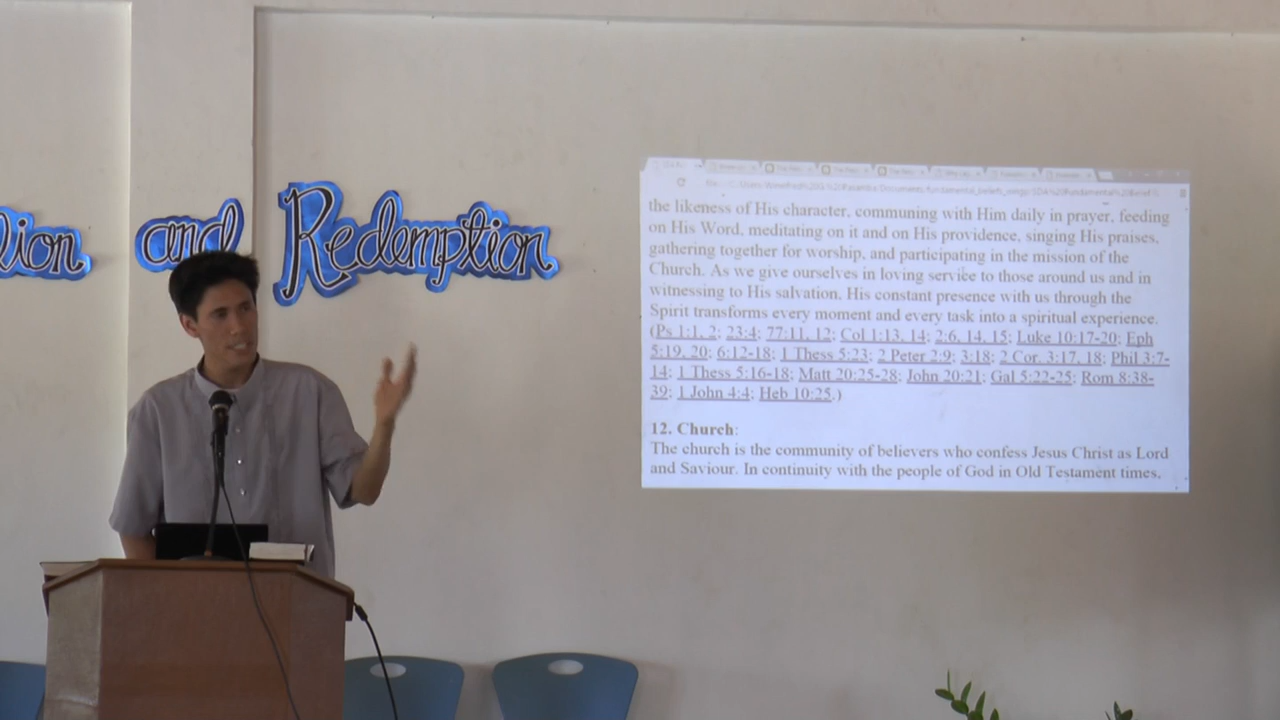 tion and Redemption
the likeness of His character, communing with Him daily in prayer, feeding
on His Word, meditating on it and on His providence, singing His praises,
gathering together for worship, and participating in the mission of the
Church. As we give ourselves in loving service to those around us and in
witnessing to His salvation, His constant presence with us through the
Spirit transforms every moment and every task into a spiritual experience.
(Ps 1:1, 2; 23:4; 77:11, 12; Col 1:13, 14; 2:6, 14, 15; Luke 10:17-20; Eph
5:19, 20; 6:12-18; 1 Thess 5:23; 2 Peter 2:9; 3:18; 2 Cor. 3:17, 18; Phil 3:7-
14; 1 Thess 5:16-18; Matt 20:25-28; John 20:21; Gal 5:22-25; Rom 8:38-
39; 1 John 4:4; Heb 10:25.)
12. Church:
The church is the community of believers who confess Jesus Christ as Lord
and Saviour. In continuity with the people of God in Old Testament times,